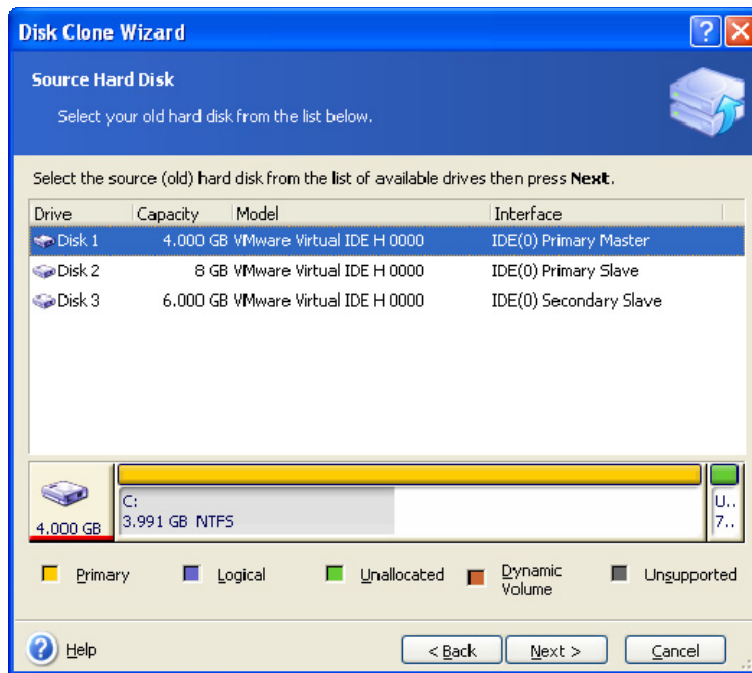 Disk Clone Wizard
Source Hard Disk
Select your old hard disk from the list below.
Select the source (old) hard disk from the list of available drives then press Next.
Drive Capacity Model Interface
Disk 1 4.000 GB VMware Virtual IDE H 0000 IDE(0) Primary Master
Disk 2 8 GB VMware Virtual IDE H 0000 IDE(0) Primary Slave
Disk 3 6.000 GB VMware Virtual IDE H 0000 IDE(0) Secondary Slave
C: U..
4.000 GB 3.991 GB NTFS 7..
Primary Logical Unallocated Dynamic Volume Unsupported
? Help < Back Next > Cancel